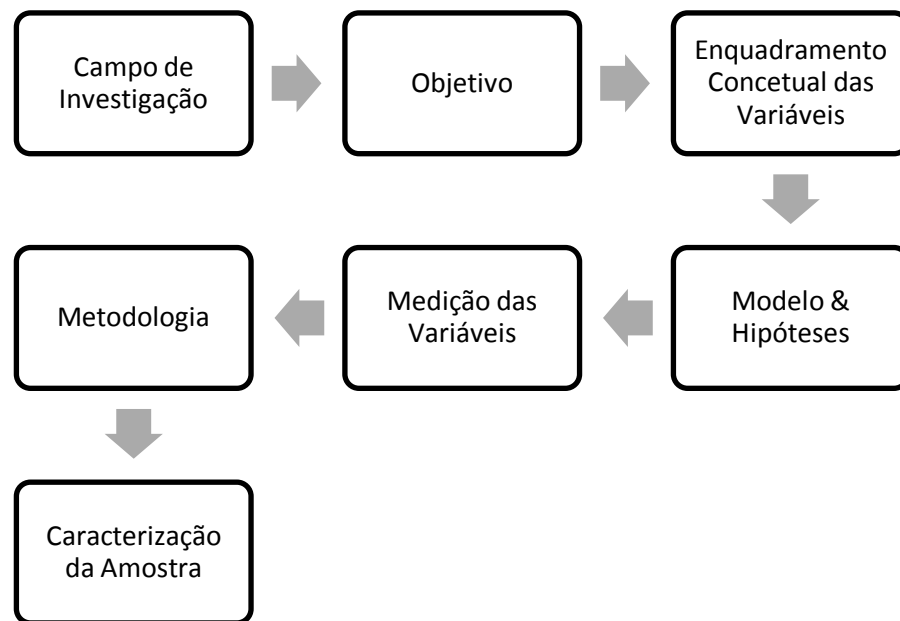 Campo de
Investigação
Objetivo
Enquadramento
Concetual das
Variáveis
Modelo &
Hipóteses
Medição das
Variáveis
Metodologia
Caracterização
da Amostra